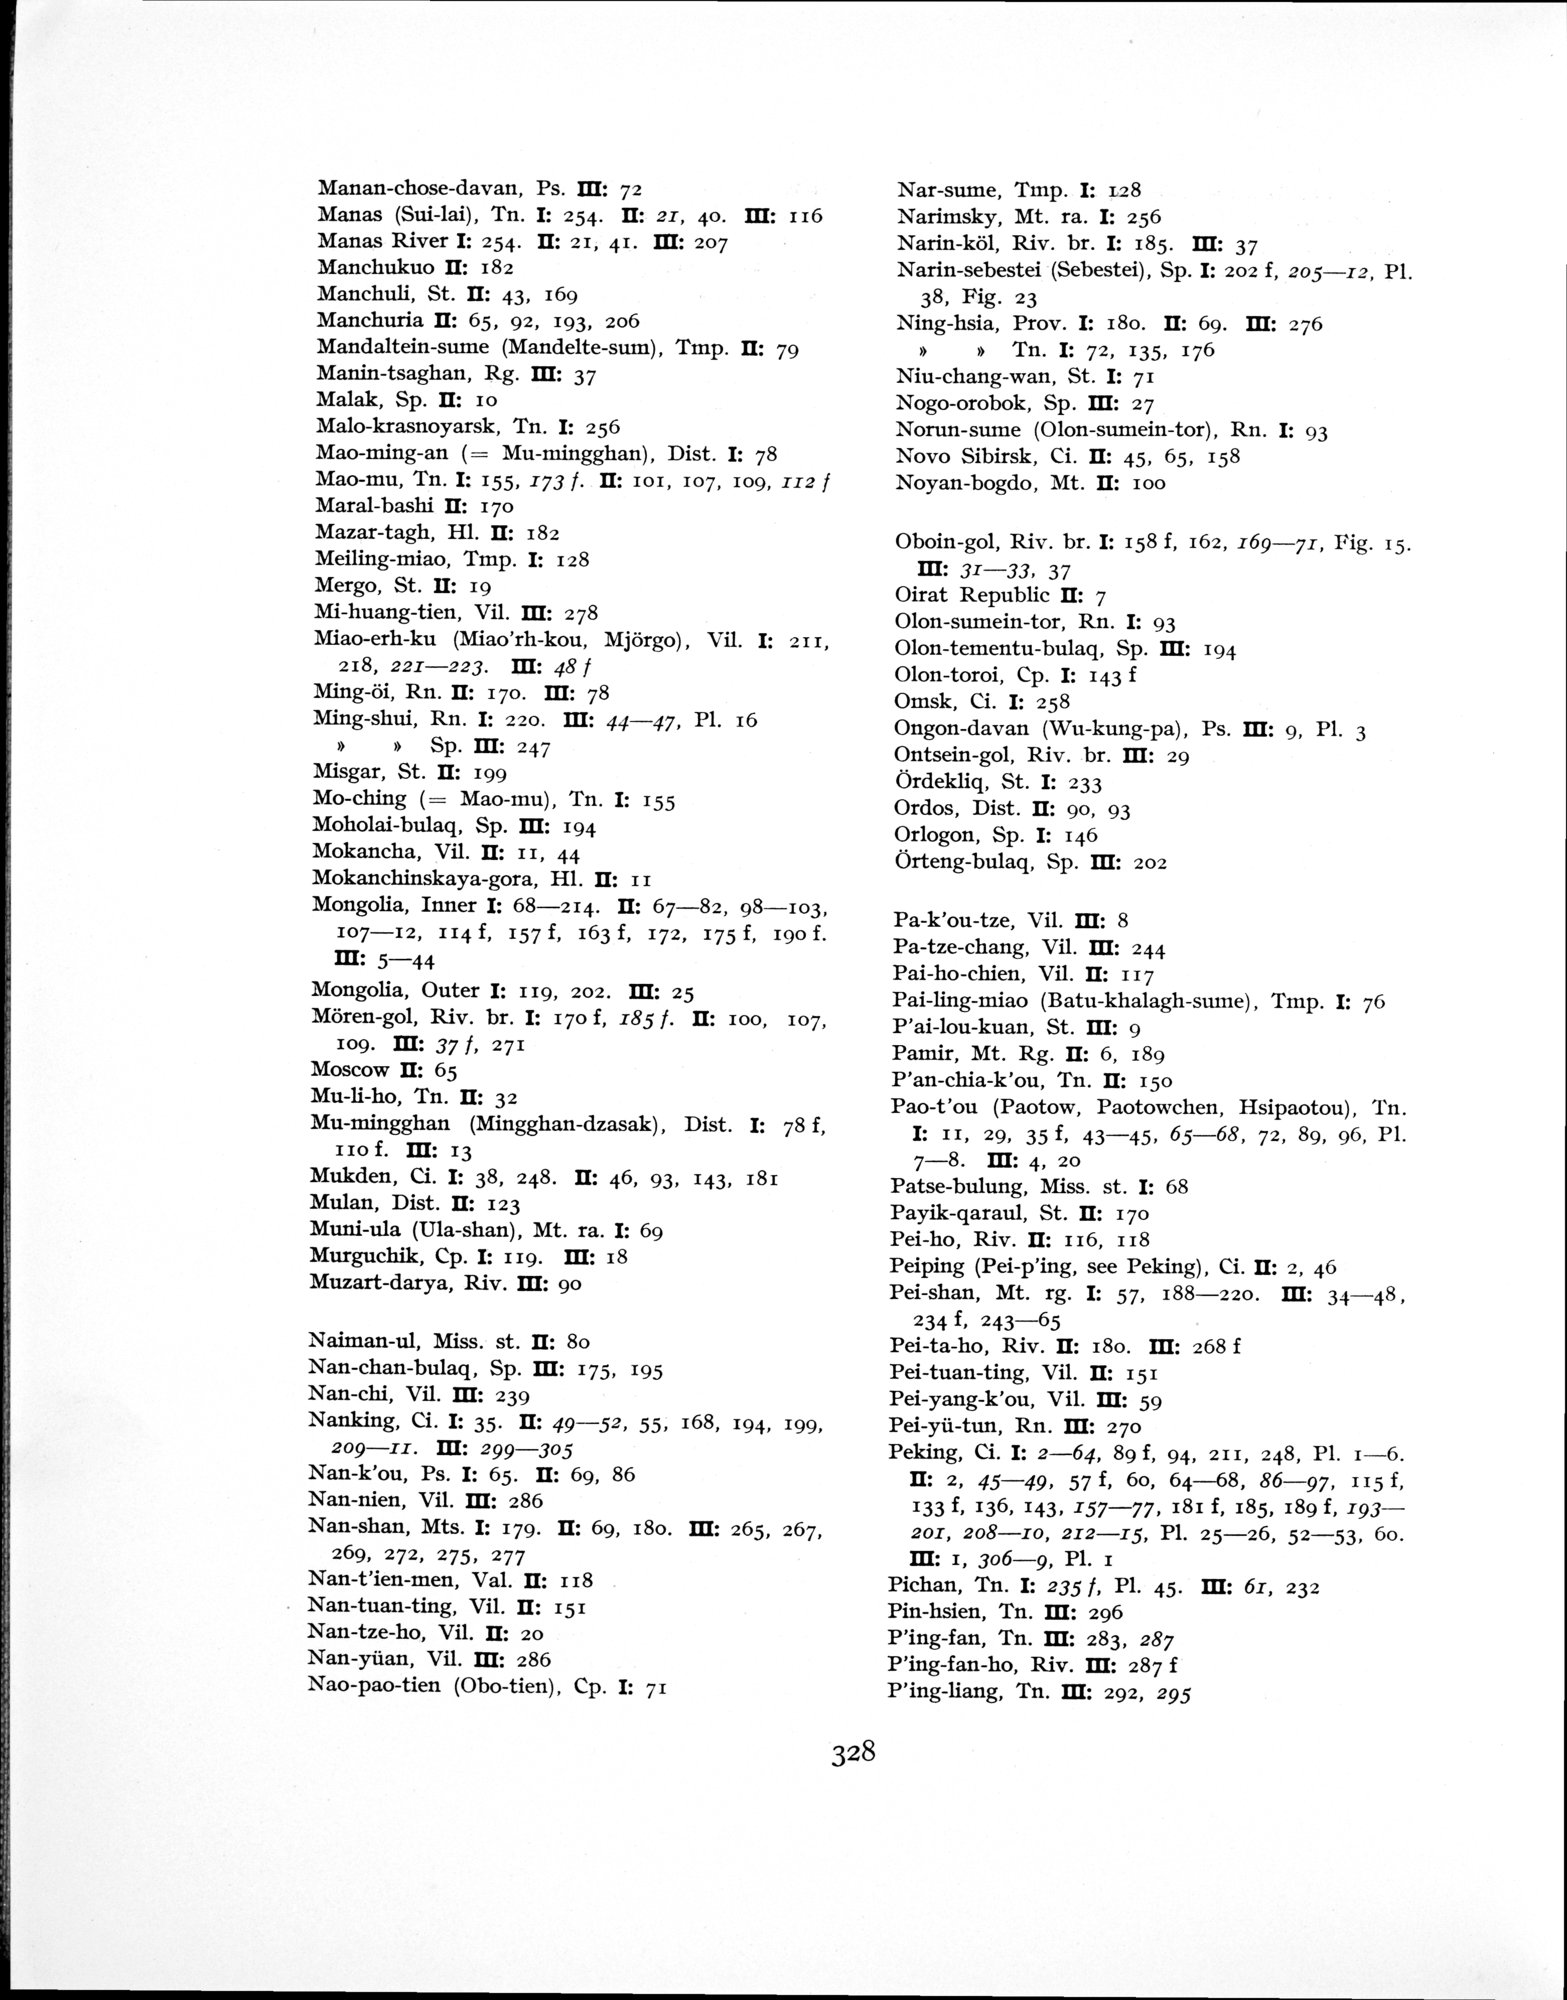 Manan-chose-davan, Ps. III: 72
Manas (Sui-lai), Tn. I: 254. II: 21, 40. III: 116
Manas River I: 254. II: 21, 41. III: 207
Manchukuo II: 182
Manchuli, St. II: 43, 169
Manchuria II: 65, 92, 193, 206
Mandaltein-sume (Mandelte-sum), Tmp. II: 79
Manin-tsaghan, Rg. III: 37
Malak, Sp. II: 10
Malo-krasnoyarsk, Tn. I: 256
Mao-ming-an (= Mu-mingghan), Dist. I: 78
Mao-mu, Tn. I: 155, 173 f. II: 101, 107, 109, 112 f
Maral-bashi II: 170
Mazar-tagh, Hl. II: 182
Meiling-miao, Tmp. I: 128
Mergo, St. II: 19
Mi-huang-tien, Vil. III: 278
Miao-erh-ku (Miao'rh-kou, Mjörgo), Vil. I: 211,
218, 221—223. III: 48 f
Ming-öi, Rn. II: 170. III: 78
Ming-shui, Rn. I: 220. III: 44—47, Pl. 16
» » Sp. III: 247
Misgar, St. II: 199
Mo-ching (= Mao-mu), Tn. I: 155
Moholai-bulaq, Sp. III: 194
Mokancha, Vil. II: 11, 44
Mokanchinskaya-gora, Hl. II: 11
Mongolia, Inner I: 68—214. II: 67—82, 98—103,
107—12, 114 f, 157 f, 163 f, 172, 175 f, 190 f.
III: 5—44
Mongolia, Outer I: 119, 202. III: 25
Mören-gol, Riv. br. I: 170 f, 185 f. II: 100, 107,
109. III: 37 f, 271
Moscow II: 65
Mu-li-ho, Tn. II: 32
Mu-mingghan (Mingghan-dzasak), Dist. I: 78 f,
110 f. III: 13
Mukden, Ci. I: 38, 248. II: 46, 93, 143, 181
Mulan, Dist. II: 123
Muni-ula (Ula-shan), Mt. ra. I: 69
Murguchik, Cp. I: 119. III: 18
Muzart-darya, Riv. III: 90
Naiman-ul, Miss. st. II: 80
Nan-chan-bulaq, Sp. III: 175, 195
Nan-chi, Vil. III: 239
Nanking, Ci. I: 35. II: 49—52, 55, 168, 194, 199,
209—11. III: 299—305
Nan-k'ou, Ps. I: 65. II: 69, 86
Nan-nien, Vil. III: 286
Nan-shan, Mts. I: 179. II: 69, 180. III: 265, 267,
269, 272, 275, 277
Nan-t'ien-men, Val. II: 118
Nan-tuan-ting, Vil. II: 151
Nan-tze-ho, Vil. II: 20
Nan-yüan, Vil. III: 286
Nao-pao-tien (Obo-tien), Cp. I: 71
Nar-sume, Tmp. I: 128
Narimsky, Mt. ra. I: 256
Narin-köl, Riv. br. I: 185. III: 37
Narin-sebestei (Sebestei), Sp. I: 202 f, 205—12, Pl.
38, Fig. 23
Ning-hsia, Prov. I: 180. II: 69. III: 276
» » Tn. I: 72, 135, 176
Niu-chang-wan, St. I: 71
Nogo-orobok, Sp. III: 27
Norun-sume (Olon-sumein-tor), Rn. I: 93
Novo Sibirsk, Ci. II: 45, 65, 158
Noyan-bogdo, Mt. II: 100
Oboin-gol, Riv. br. I: 158 f, 162, 169—71, Fig. 15.
III: 31—33, 37
Oirat Republic II: 7
Olon-sumein-tor, Rn. I: 93
Olon-tementu-bulaq, Sp. III: 194
Olon-toroi, Cp. I: 143 f
Omsk, Ci. I: 258
Ongon-davan (Wu-kung-pa), Ps. III: 9, Pl. 3
Ontsein-gol, Riv. br. III: 29
Ördekliq, St. I: 233
Ordos, Dist. II: 90, 93
Orlogon, Sp. I: 146
Örteng-bulaq, Sp. III: 202
Pa-k'ou-tze, Vil. III: 8
Pa-tze-chang, Vil. III: 244
Pai-ho-chien, Vil. II: 117
Pai-ling-miao (Batu-khalagh-sume), Tmp. I: 76
P'ai-lou-kuan, St. III: 9
Pamir, Mt. Rg. II: 6, 189
P'an-chia-k'ou, Tn. II: 150
Pao-t'ou (Paotow, Paotowchen, Hsipaotou), Tn.
I: 11, 29, 35 f, 43—45, 65—68, 72, 89, 96, Pl.
7—8. III: 4, 20
Patse-bulung, Miss. st. I: 68
Payik-qaraul, St. II: 170
Pei-ho, Riv. II: 116, 118
Peiping (Pei-p'ing, see Peking), Ci. II: 2, 46
Pei-shan, Mt. rg. I: 57, 188—220. III: 34—48,
234 f, 243—65
Pei-ta-ho, Riv. II: 180. III: 268 f
Pei-tuan-ting, Vil. II: 151
Pei-yang-k'ou, Vil. III: 59
Pei-yü-tun, Rn. III: 270
Peking, Ci. I: 2—64, 89 f, 94, 211, 248, Pl. 1—6.
II: 2, 45—49, 57 f, 60, 64—68, 86—97, 115 f,
133 f, 136, 143, 157—77, 181 f, 185, 189 f, 193—
201, 208—10, 212—15, Pl. 25—26, 52—53, 60.
III: 1, 306—9, Pl. 1
Pichan, Tn. I: 235 f, Pl. 45. III: 61, 232
Pin-hsien, Tn. III: 296
P'ing-fan, Tn. III: 283, 287
P'ing-fan-ho, Riv. III: 287 f
P'ing-liang, Tn. III: 292, 295
328